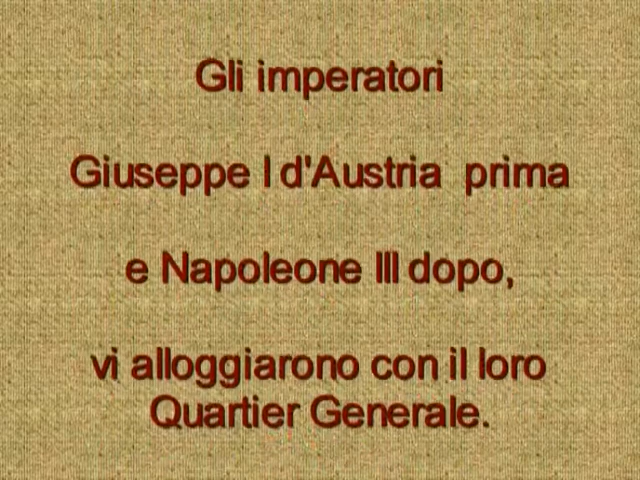 Gli imperatori
Giuseppe I d'Austria prima
e Napoleone III dopo,
vi alloggiarono con il loro
Quartier Generale.